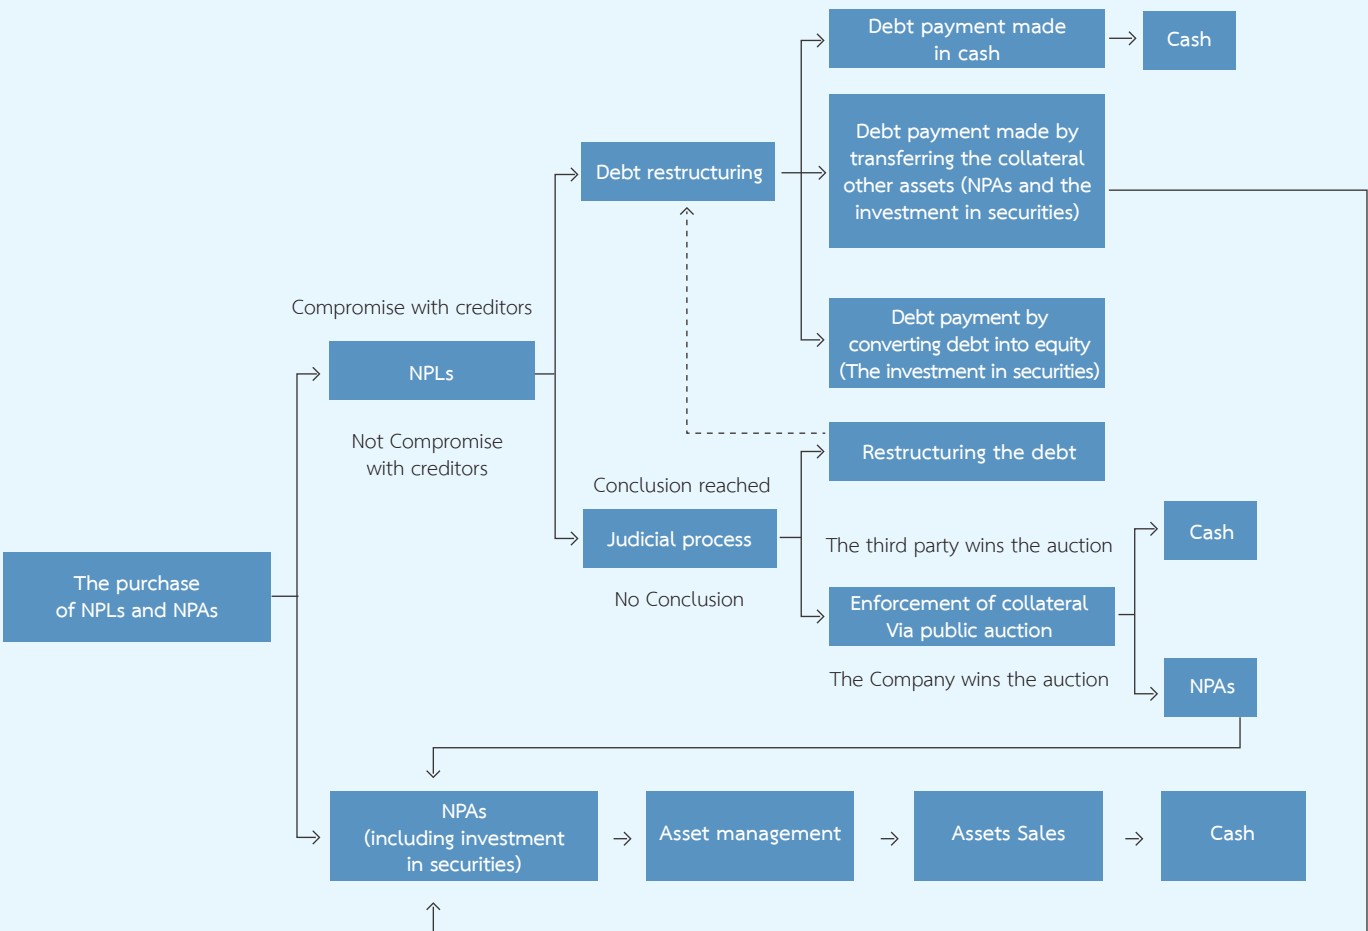 Debt payment made
in cash
Cash
Debt payment made by
transferring the collateral
other assets (NPAs and the
investment in securities)
Debt restructuring
Compromise with creditors
Debt payment by
converting debt into equity
(The investment in securities)
NPLs
Not Compromise
with creditors
Restructuring the debt
Conclusion reached
Judicial process
The third party wins the auction
Cash
No Conclusion
The purchase
of NPLs and NPAs
Enforcement of collateral
Via public auction
The Company wins the auction
NPAs
NPAs
(including investment
in securities)
Asset management
Assets Sales
Cash